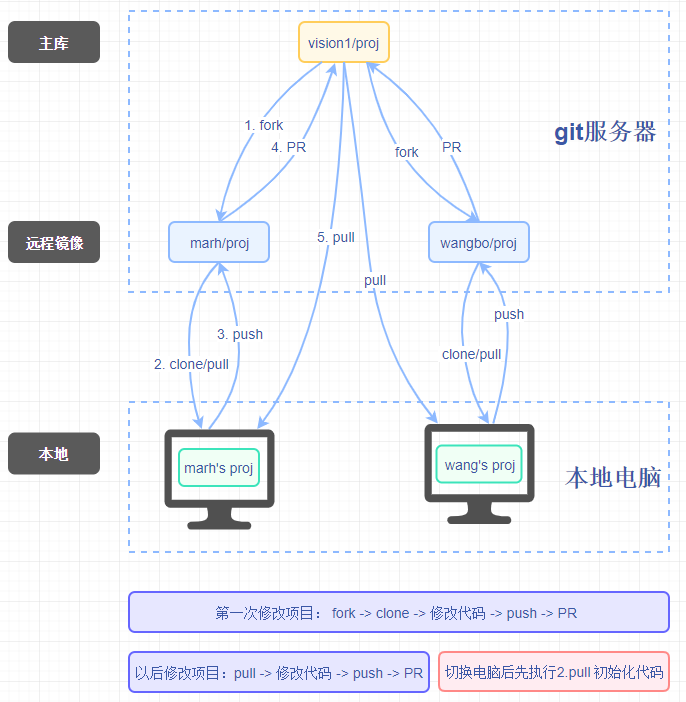 主库
vision1/proj
1. fork
4. PR
fork
PR
git服务器
远程镜像
marh/proj
5. pull
wangbo/proj
pull
3. push
push
2. clone/pull
clone/pull
本地
marh's proj
wang's proj
本地电脑
第一次修改项目： fork -> clone -> 修改代码 -> push -> PR
以后修改项目：pull -> 修改代码 -> push -> PR
切换电脑后先执行2.pull 初始化代码